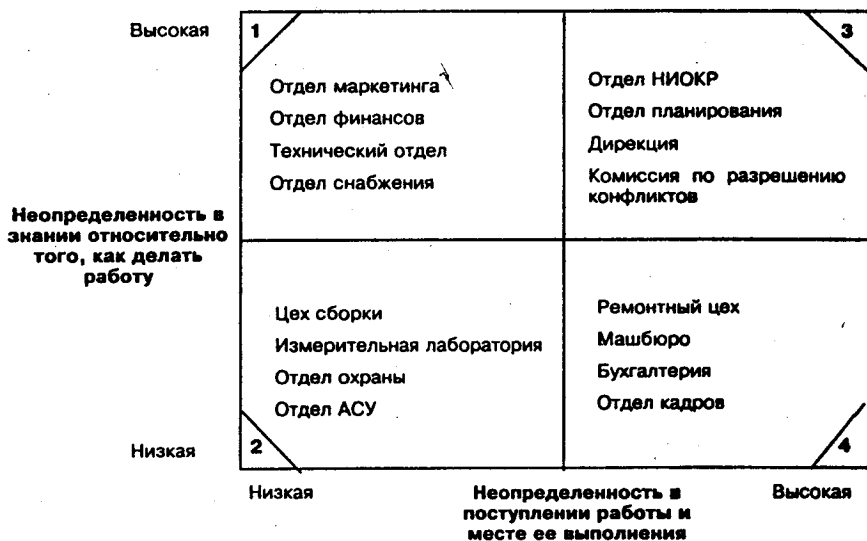 Высокая
1
3
Отдел маркетинга
Отдел финансов
Технический отдел
Отдел снабжения
Отдел НИОКР
Отдел планирования
Дирекция
Комиссия по разрешению
конфликтов
Неопределенность в
знании относительно
того, как делать
работу
Цех сборки
Измерительная лаборатория
Отдел охраны
Отдел АСУ
Ремонтный цех
Машбюро
Бухгалтерия
Отдел кадров
2
4
Низкая
Низкая
Неопределенность в
поступлении работы и
месте ее выполнения
Высокая